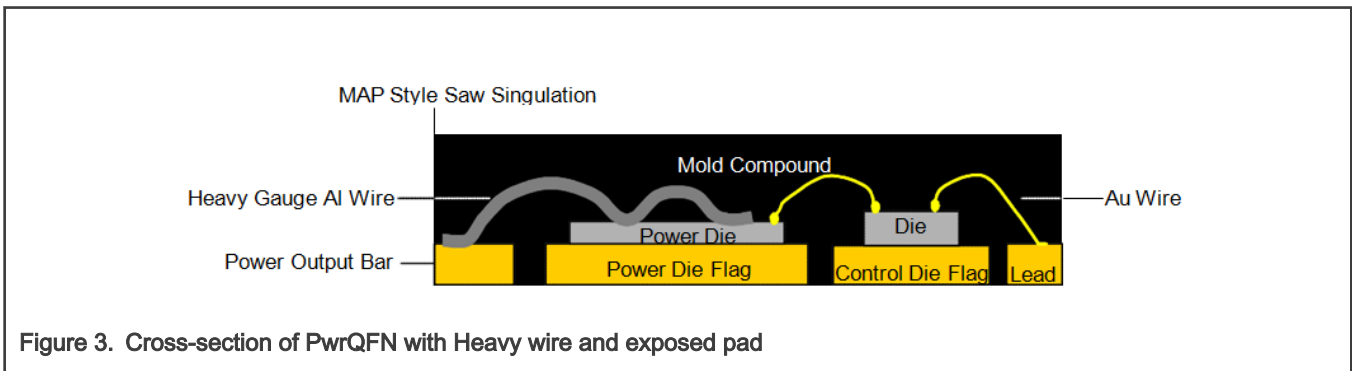 MAP Style Saw Singulation
Mold Compound
Heavy Gauge Al Wire
Au Wire
Die
Power Die
Power Output Bar
Power Die Flag
Control Die Flag
Lead
Figure 3. Cross-section of PwrQFN with Heavy wire and exposed pad